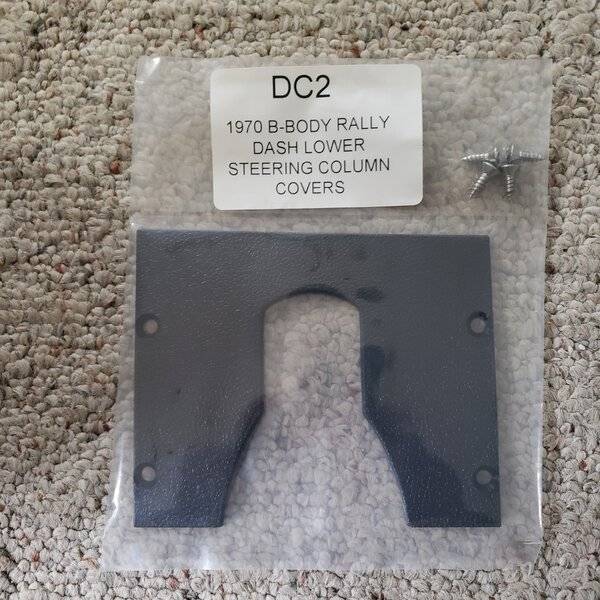 DC2
1970 B-BODY RALLY
DASH LOWER
STEERING COLUMN
COVERS